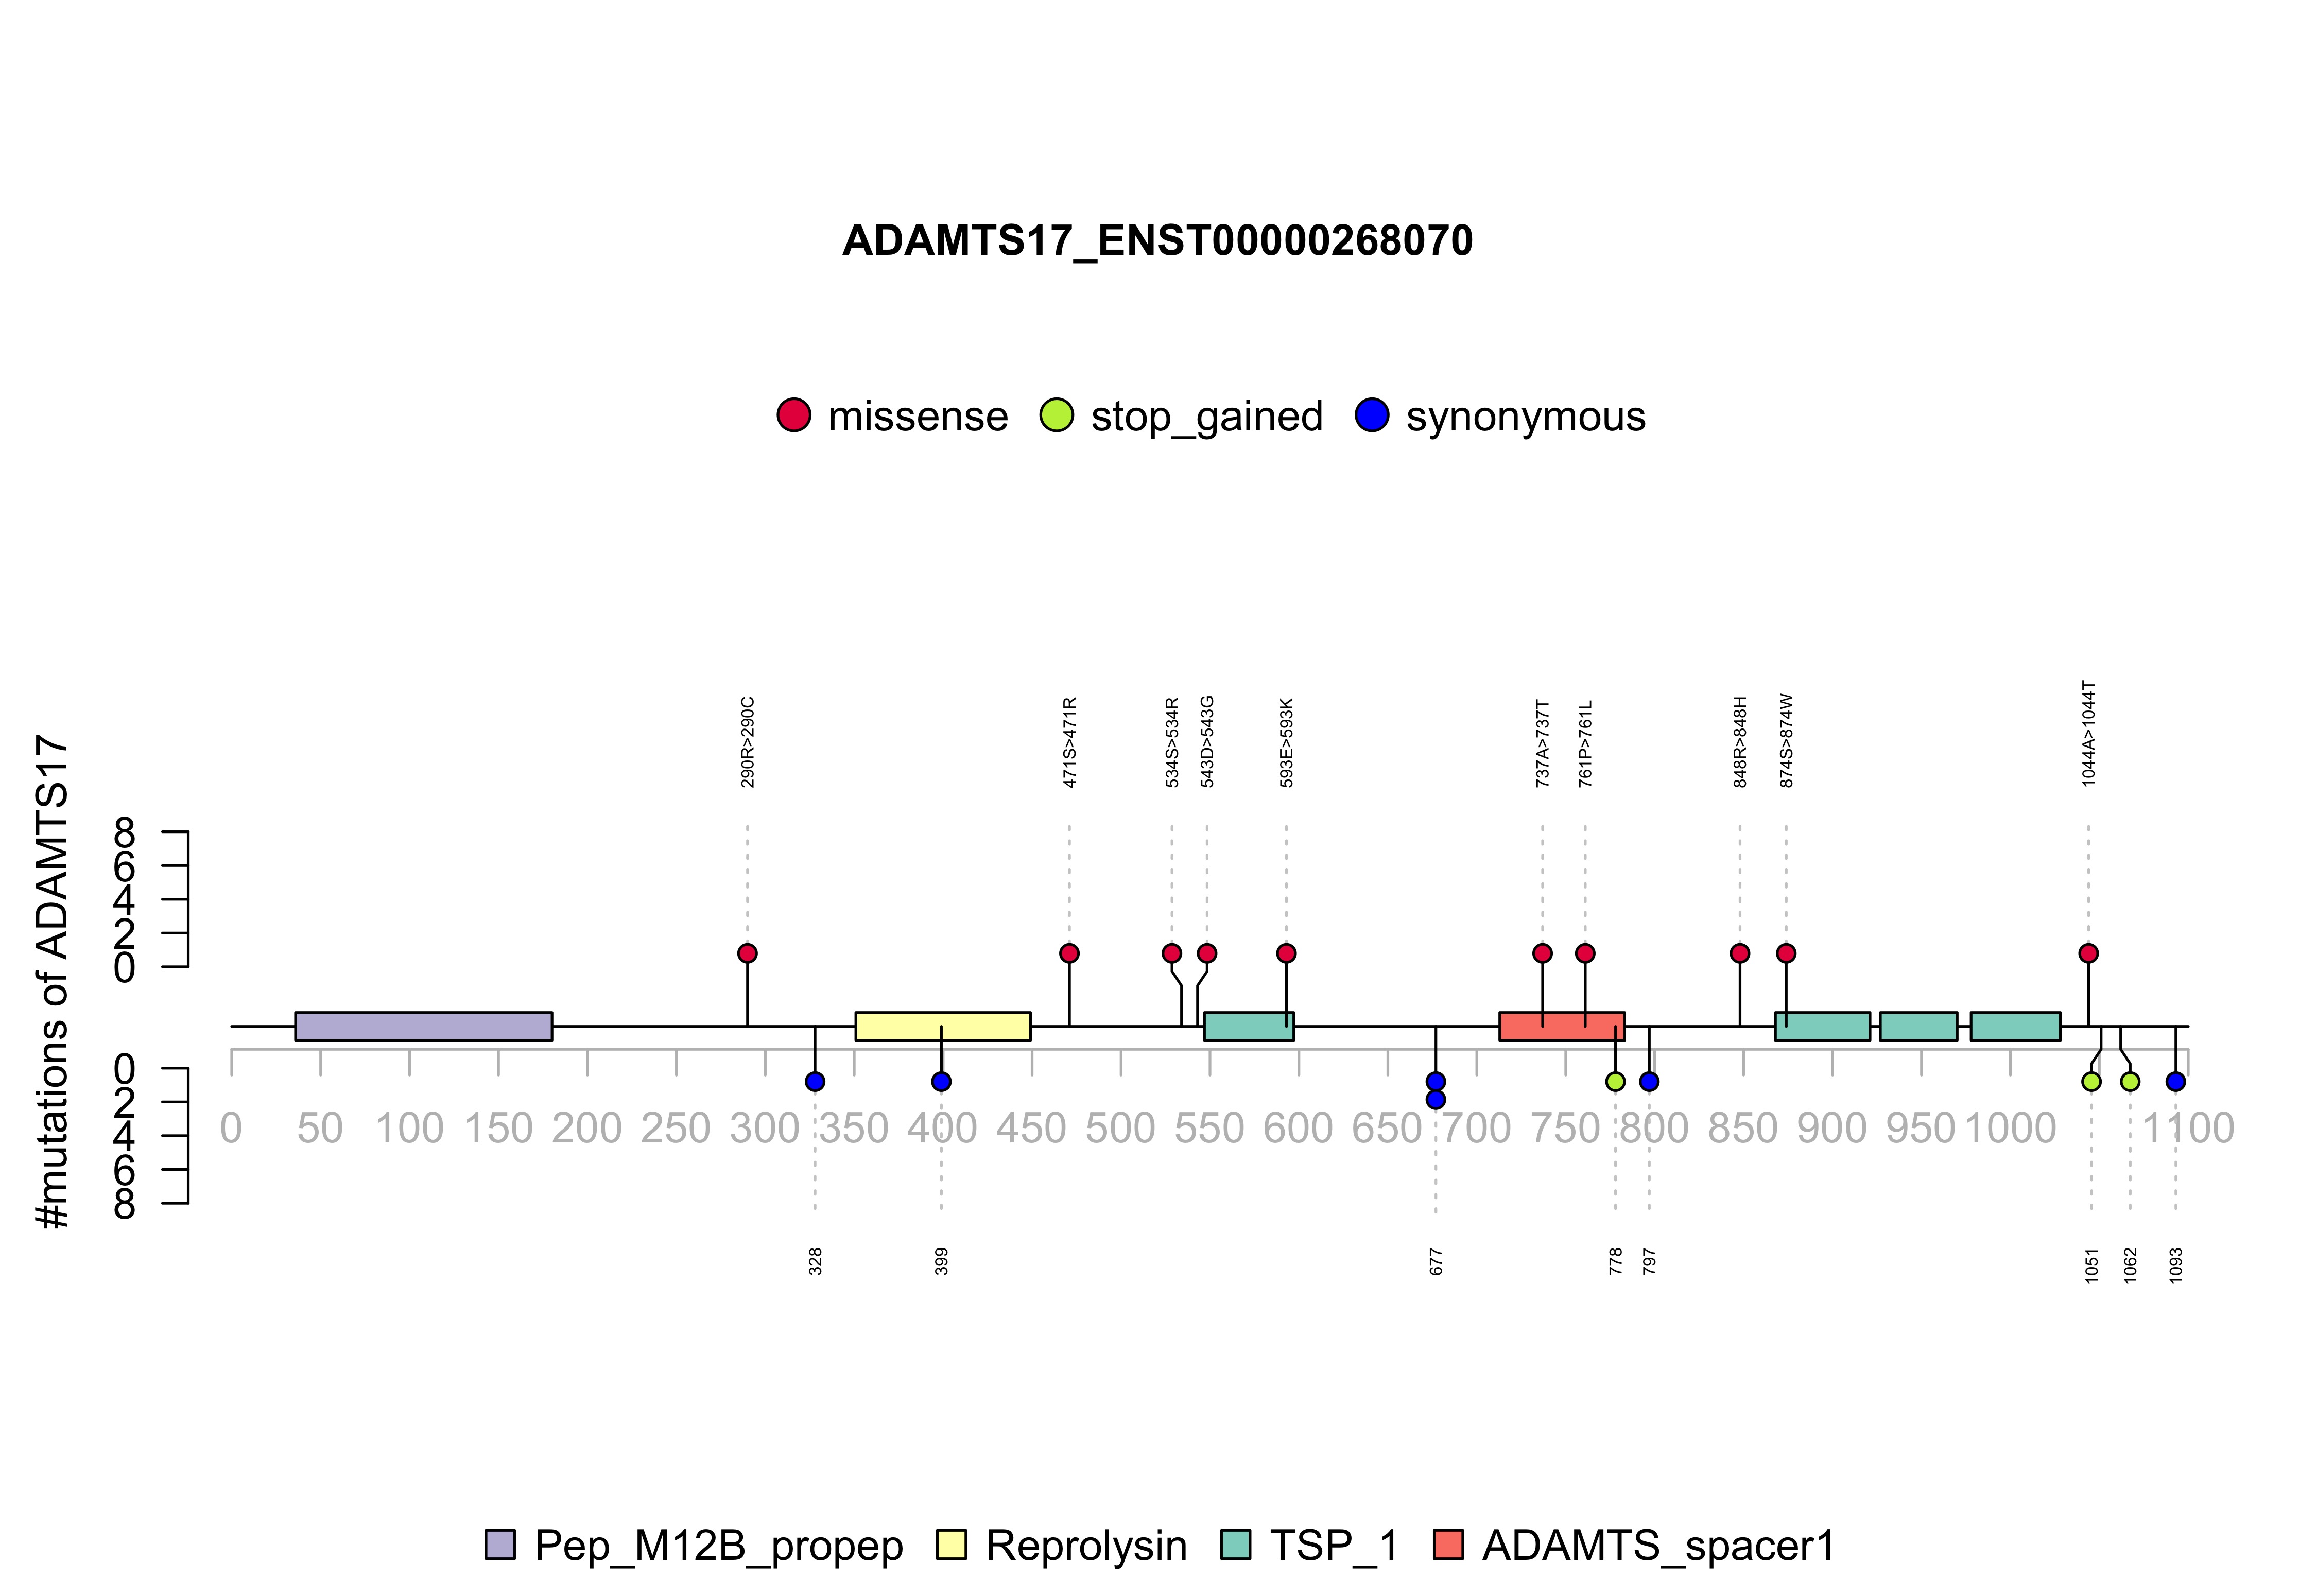 ADAMTS17_ENST00000268070
missense stop_gained synonymous
#mutations of ADAMTS17
290R>290C 471S>471R 534S>534R 543D>543G 593E>593K 737A>737T 761P>761L 848R>848H 874S>874W 1044A>1044T
8
6
4
2
0
0
2
4
6
8
0 50 100 150 200 250 300 350 400 450 500 550 600 650 700 750 800 850 900 950 1000 1100
328 399 677 778 797 1051 1062 1093
Pep_M12B_propep Reprolysin TSP_1 ADAMTS_spacer1